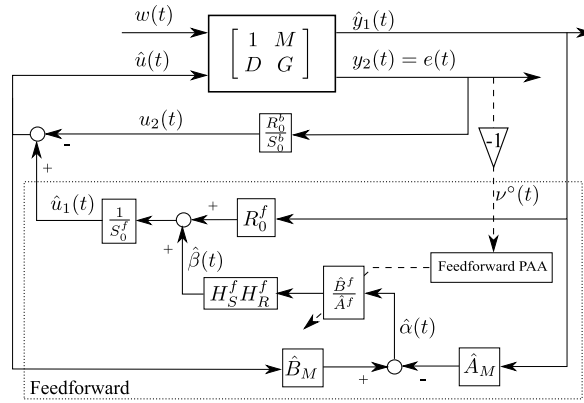 w(t)
ŷ₁(t)
[ 1 M
D G ]
û(t)
y₂(t) = e(t)
u₂(t)
R₀ᵇ
S₀ᵇ
-
-1
+
ν°(t)
û₁(t)
1
S₀ᶠ
+
+
R₀ᶠ
β̂(t)
Feedforward PAA
H_Sᶠ H_Rᶠ
B̂ᶠ
Âᶠ
α̂(t)
B̂_M
+
-
Â_M
Feedforward